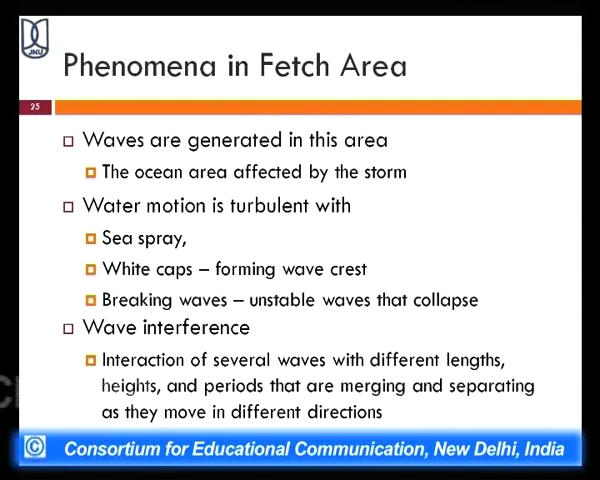 JNU
Phenomena in Fetch Area
25
Waves are generated in this area
The ocean area affected by the storm
Water motion is turbulent with
Sea spray,
White caps – forming wave crest
Breaking waves – unstable waves that collapse
Wave interference
Interaction of several waves with different lengths,
heights, and periods that are merging and separating
as they move in different directions
© Consortium for Educational Communication, New Delhi, India